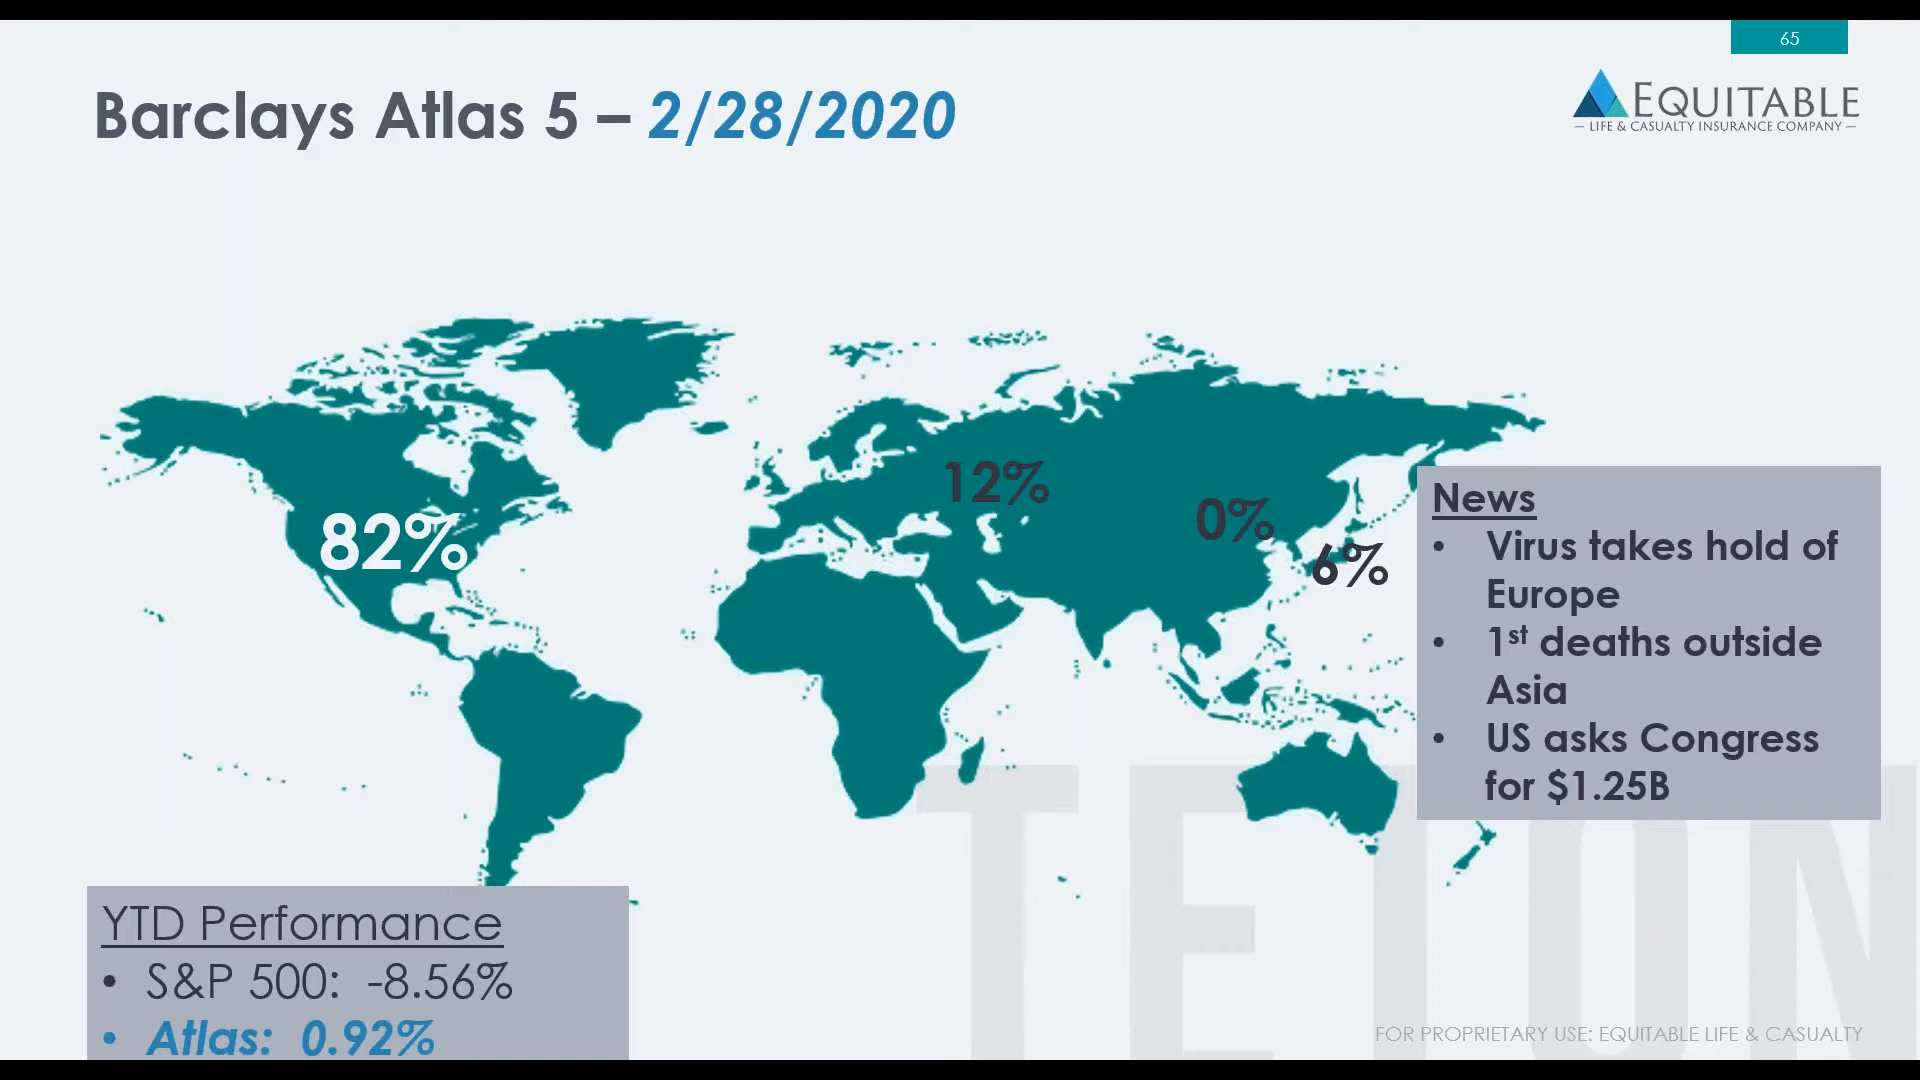 65
Barclays Atlas 5 – 2/28/2020
EQUITABLE
– LIFE & CASUALTY INSURANCE COMPANY –
12%
82%
0%
6%
News
• Virus takes hold of
Europe
• 1st deaths outside
Asia
• US asks Congress
for $1.25B
TETON
YTD Performance
• S&P 500: -8.56%
• Atlas: 0.92%
FOR PROPRIETARY USE: EQUITABLE LIFE & CASUALTY